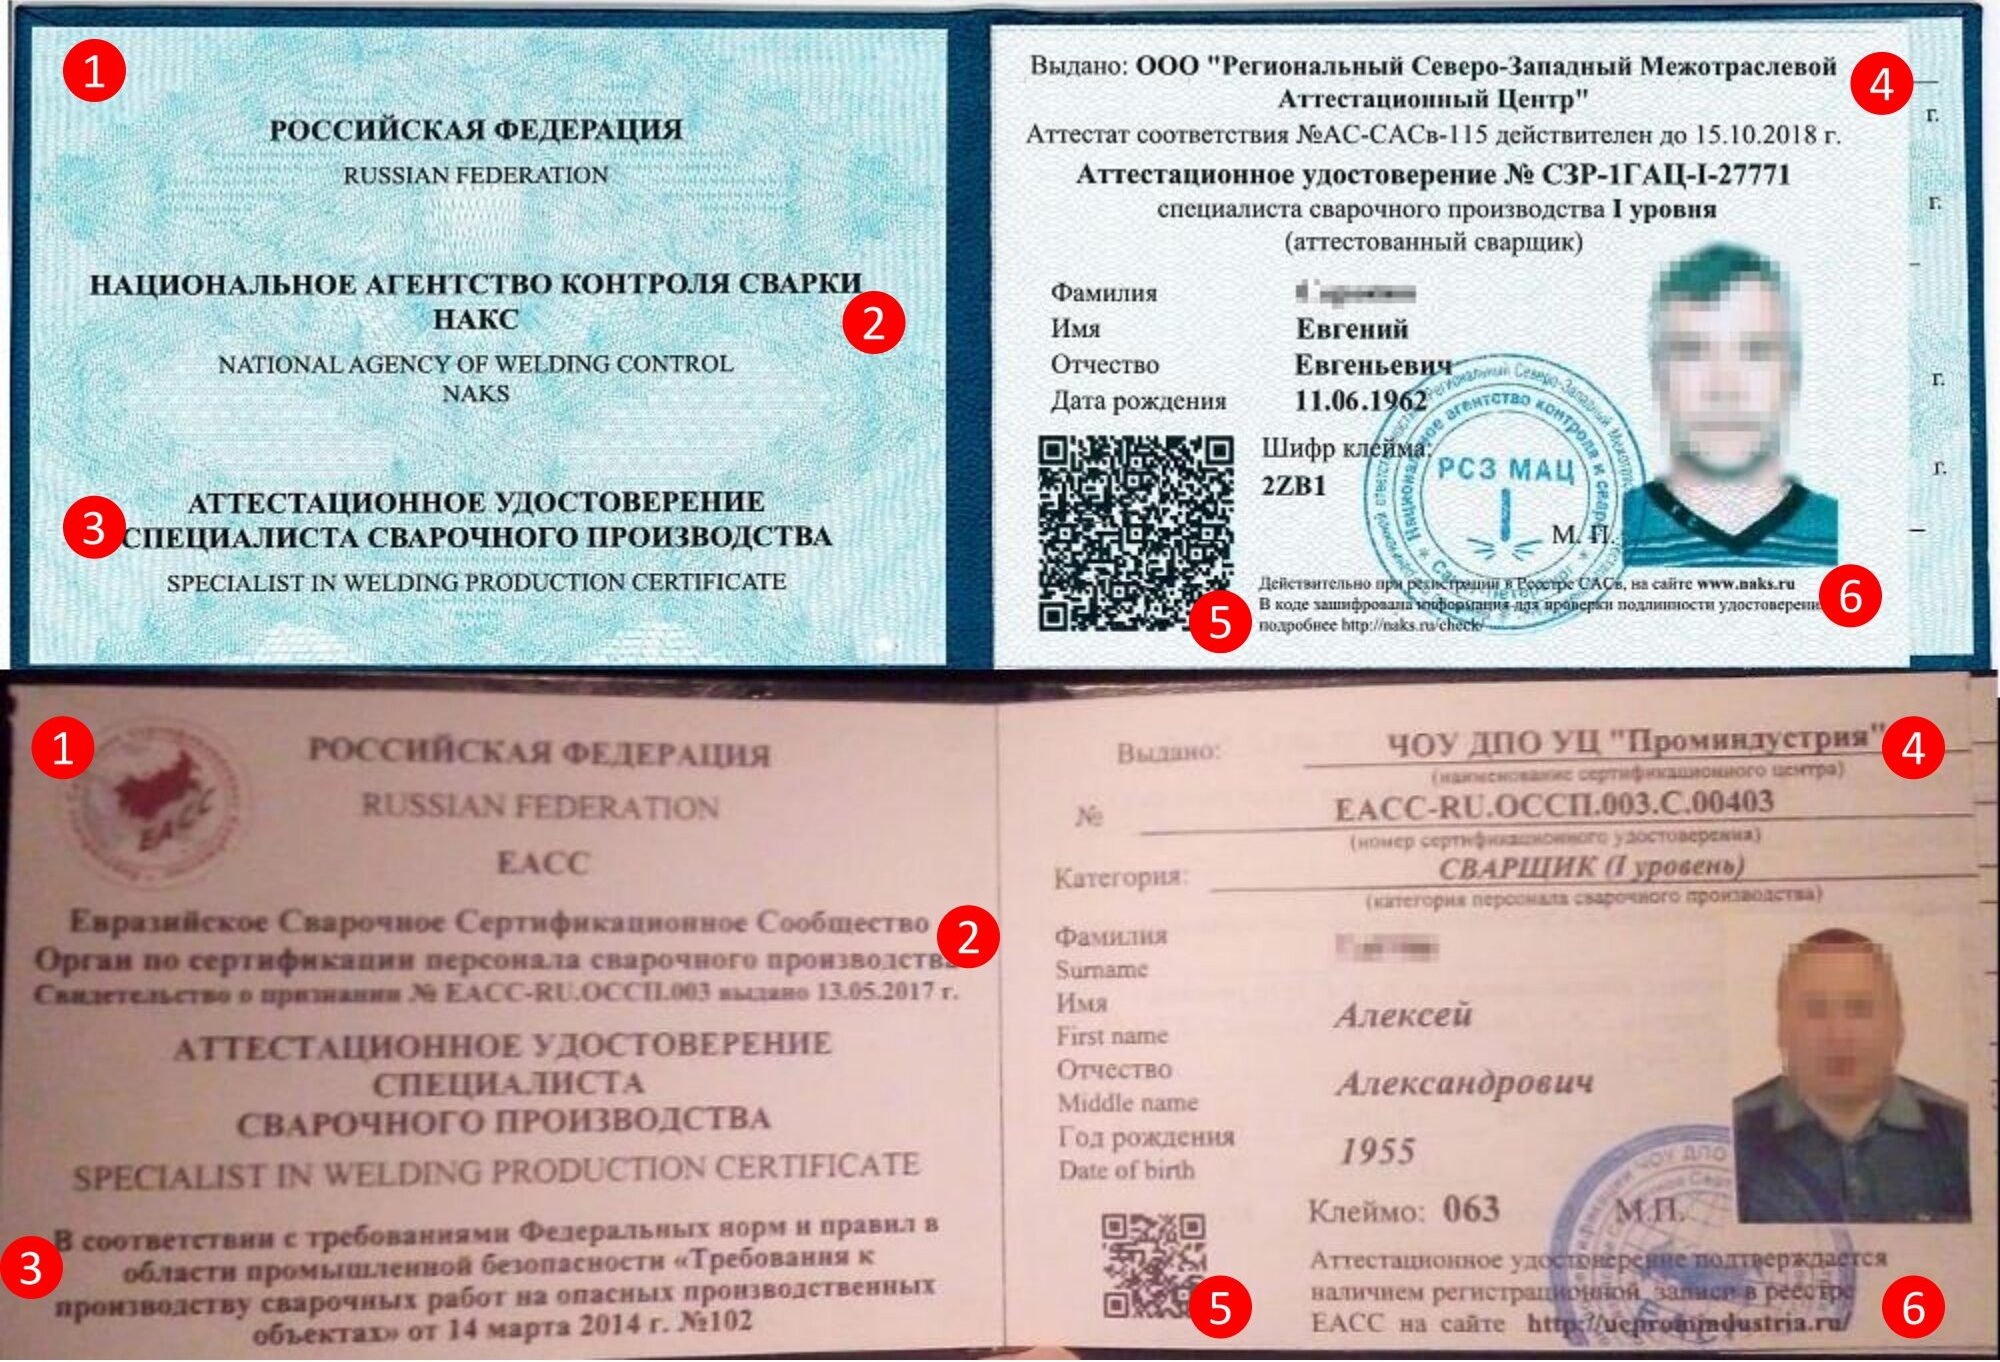 1
РОССИЙСКАЯ ФЕДЕРАЦИЯ
RUSSIAN FEDERATION
НАЦИОНАЛЬНОЕ АГЕНТСТВО КОНТРОЛЯ СВАРКИ
НАКС
2
NATIONAL AGENCY OF WELDING CONTROL
NAKS
3
АТТЕСТАЦИОННОЕ УДОСТОВЕРЕНИЕ
СПЕЦИАЛИСТА СВАРОЧНОГО ПРОИЗВОДСТВА
SPECIALIST IN WELDING PRODUCTION CERTIFICATE
Выдано: ООО "Региональный Северо-Западный Межотраслевой
Аттестационный Центр"
4
Аттестат соответствия №АС-САСв-115 действителен до 15.10.2018 г.
Аттестационное удостоверение № СЗР-1ГАЦ-I-27771
специалиста сварочного производства I уровня
(аттестованный сварщик)
Фамилия
Имя Евгений
Отчество Евгеньевич
Дата рождения 11.06.1962
Шифр клейма:
2ZB1
РСЗ МАЦ
М. П.
Действительно при регистрации в Реестре САСв, на сайте www.naks.ru
В коде зашифрована информация для проверки подлинности
подробнее http://naks.ru/check/
5
6
г.
г.
г.
г.
1
РОССИЙСКАЯ ФЕДЕРАЦИЯ
RUSSIAN FEDERATION
ЕАСС
ЕАСС
Евразийское Сварочное Сертификационное Сообщество
2
Орган по сертификации персонала сварочного производства
Свидетельство о признании № ЕАСС-RU.ОССП.003 выдано 13.05.2017 г.
АТТЕСТАЦИОННОЕ УДОСТОВЕРЕНИЕ
СПЕЦИАЛИСТА
СВАРОЧНОГО ПРОИЗВОДСТВА
SPECIALIST IN WELDING PRODUCTION CERTIFICATE
3
В соответствии с требованиями Федеральных норм и правил в
области промышленной безопасности «Требования к
производству сварочных работ на опасных производственных
объектах» от 14 марта 2014 г. №102
Выдано: ЧОУ ДПО УЦ "Проминдустрия"
4
(наименование сертификационного центра)
№ ЕАСС-RU.ОССП.003.С.00403
(номер сертификационного удостоверения)
Категория: СВАРЩИК (I уровень)
(категория персонала сварочного производства)
Фамилия
Surname
Имя Алексей
First name
Отчество Александрович
Middle name
Год рождения 1955
Date of birth
Клеймо: 063
М.П.
Аттестационное удостоверение подтверждается
наличием регистрационной записи в реестре
ЕАСС на сайте http://ucpromindustria.ru/
5
6